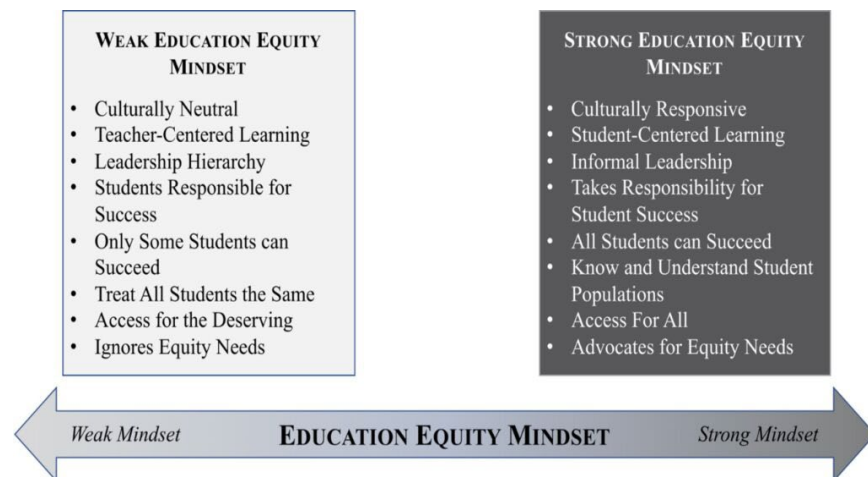 WEAK EDUCATION EQUITY
MINDSET
• Culturally Neutral
• Teacher-Centered Learning
• Leadership Hierarchy
• Students Responsible for
Success
• Only Some Students can
Succeed
• Treat All Students the Same
• Access for the Deserving
• Ignores Equity Needs
STRONG EDUCATION EQUITY
MINDSET
• Culturally Responsive
• Student-Centered Learning
• Informal Leadership
• Takes Responsibility for
Student Success
• All Students can Succeed
• Know and Understand Student
Populations
• Access For All
• Advocates for Equity Needs
Weak Mindset
EDUCATION EQUITY MINDSET
Strong Mindset